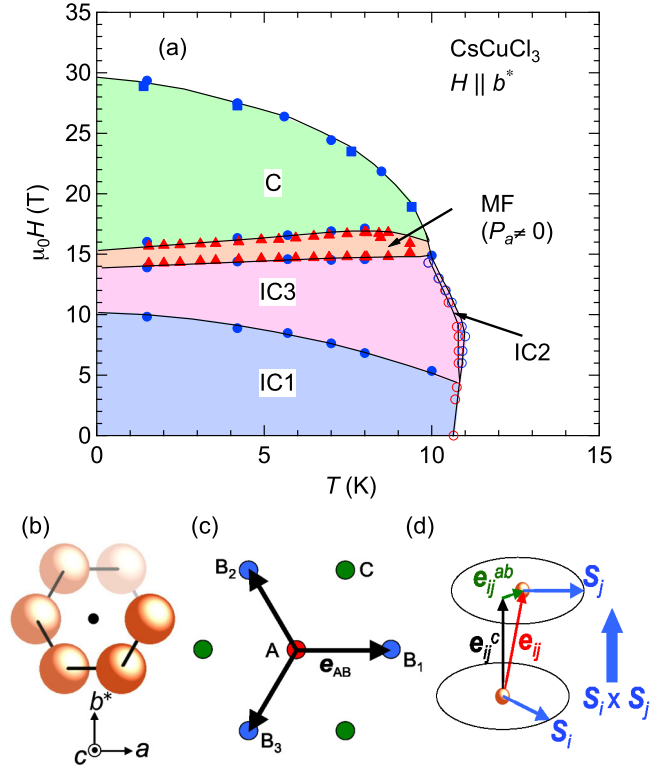 (a)
CsCuCl3
H || b*
35
30
25
20
15
10
5
0
μ0H (T)
C
MF
(Pa≠ 0)
IC3
IC2
IC1
0
5
10
15
T (K)
(b)
b*
c
a
(c)
B2
C
A
eAB
B1
B3
(d)
eijab
Sj
eijc
eij
Si x Sj
Si